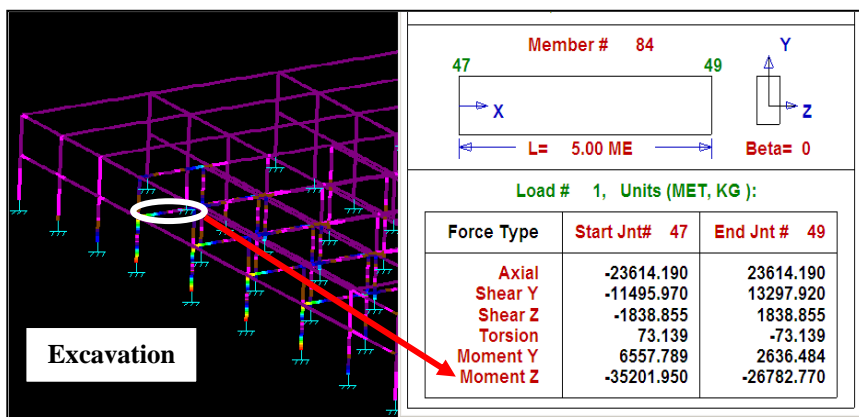 Excavation
Member # 84
47
49
Y
X
Z
L= 5.00 ME
Beta= 0
Load # 1, Units (MET, KG ):
Force Type Start Jnt# 47 End Jnt # 49
Axial -23614.190 23614.190
Shear Y -11495.970 13297.920
Shear Z -1838.855 1838.855
Torsion 73.139 -73.139
Moment Y 6557.789 2636.484
Moment Z -35201.950 -26782.770